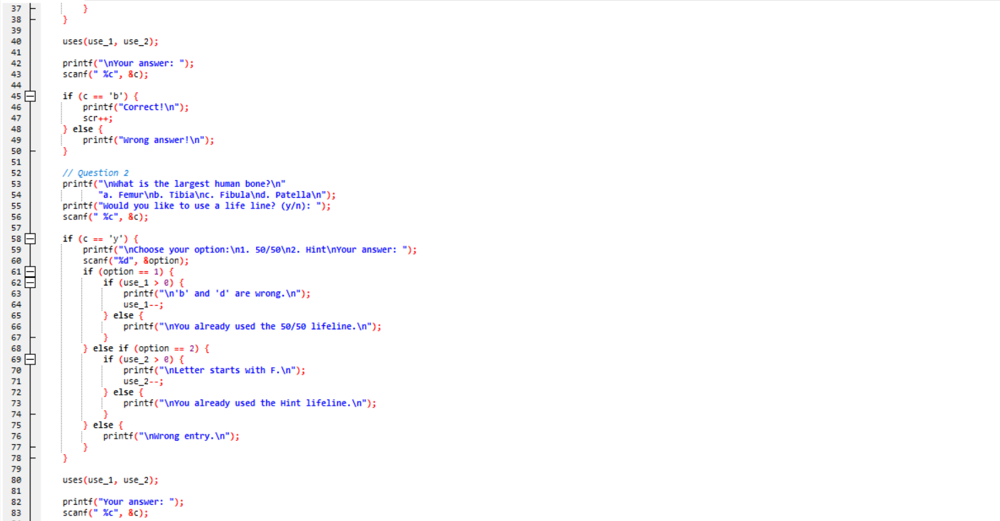 37 }
38 }
39
40 uses(use_1, use_2);
41
42 printf("\nYour answer: ");
43 scanf(" %c", &c);
44
45 if (c == 'b') {
46 printf("Correct!\n");
47 scr++;
48 } else {
49 printf("Wrong answer!\n");
50 }
51
52 // Question 2
53 printf("\nWhat is the largest human bone?\n"
54 "a. Femur\nb. Tibia\nc. Fibula\nd. Patella\n");
55 printf("Would you like to use a life line? (y/n): ");
56 scanf(" %c", &c);
57
58 if (c == 'y') {
59 printf("\nChoose your option:\n1. 50/50\n2. Hint\nYour answer: ");
60 scanf("%d", &option);
61 if (option == 1) {
62 if (use_1 > 0) {
63 printf("\n'b' and 'd' are wrong.\n");
64 use_1--;
65 } else {
66 printf("\nYou already used the 50/50 lifeline.\n");
67 }
68 } else if (option == 2) {
69 if (use_2 > 0) {
70 printf("\nLetter starts with F.\n");
71 use_2--;
72 } else {
73 printf("\nYou already used the Hint lifeline.\n");
74 }
75 } else {
76 printf("\nWrong entry.\n");
77 }
78 }
79
80 uses(use_1, use_2);
81
82 printf("Your answer: ");
83 scanf(" %c", &c);